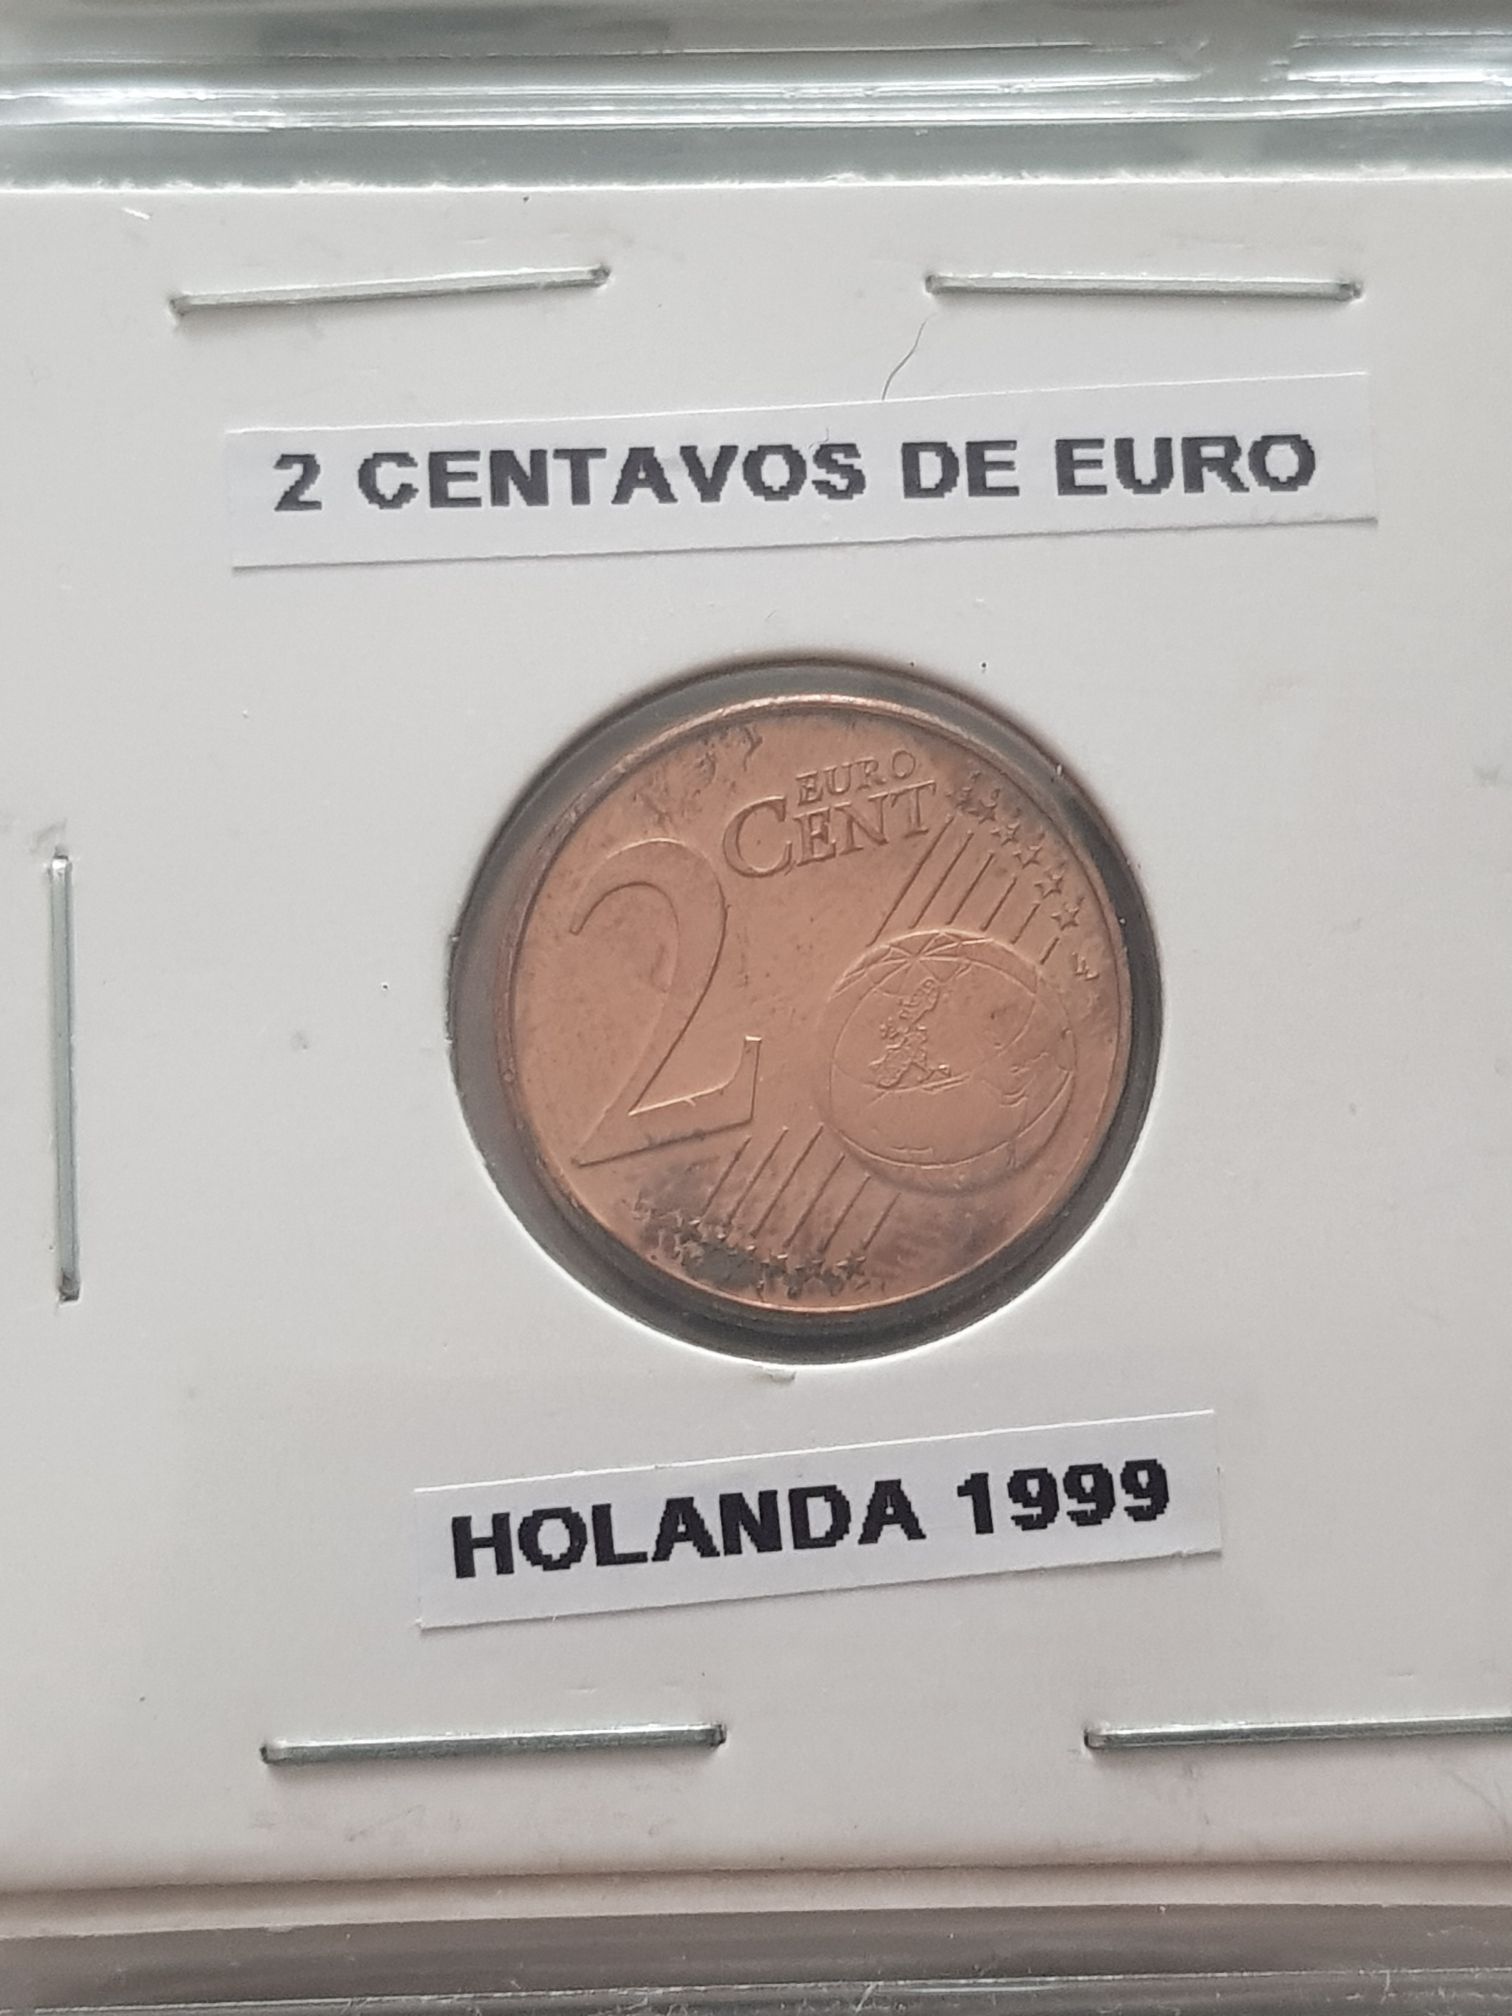 2 CENTAVOS DE EURO
EURO
CENT
2
HOLANDA 1999